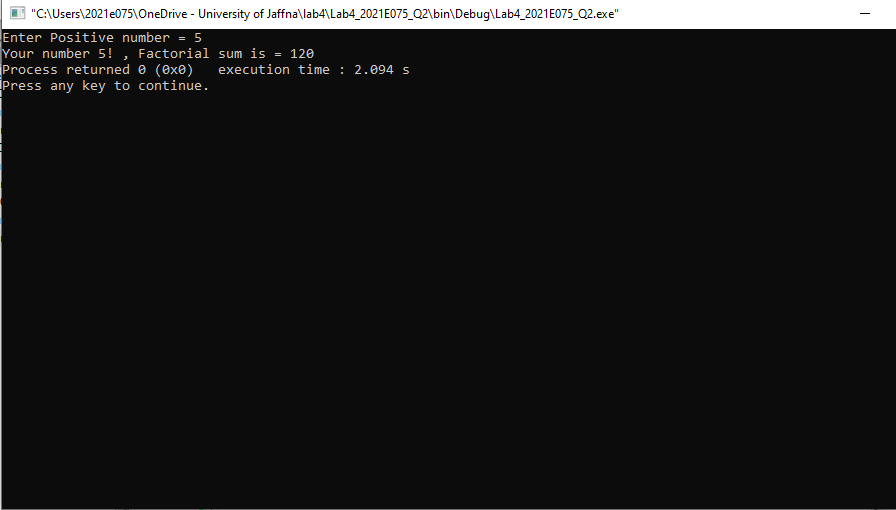 "C:\Users\2021e075\OneDrive - University of Jaffna\lab4\Lab4_2021E075_Q2\bin\Debug\Lab4_2021E075_Q2.exe"
Enter Positive number = 5
Your number 5! , Factorial sum is = 120
Process returned 0 (0x0)   execution time : 2.094 s
Press any key to continue.